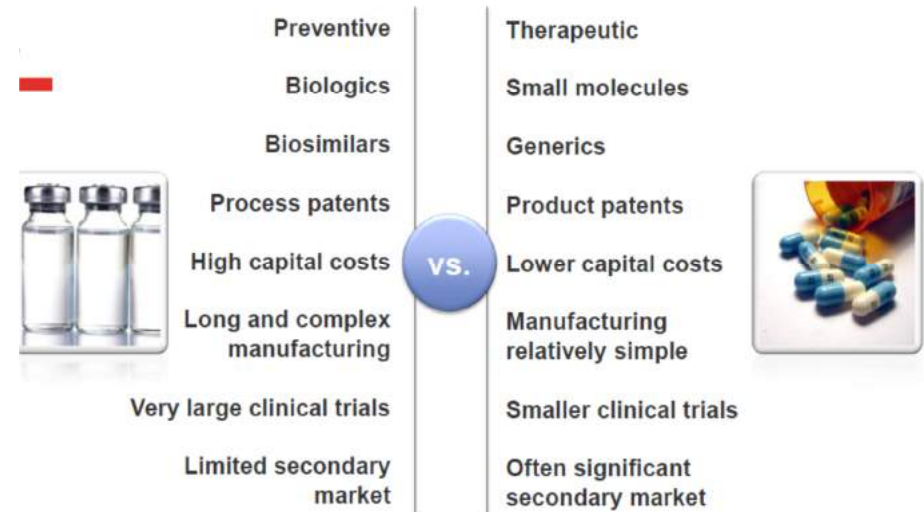 Preventive
Therapeutic
Biologics
Small molecules
Biosimilars
Generics
Process patents
Product patents
High capital costs
vs.
Lower capital costs
Long and complex
manufacturing
Manufacturing
relatively simple
Very large clinical trials
Smaller clinical trials
Limited secondary
market
Often significant
secondary market